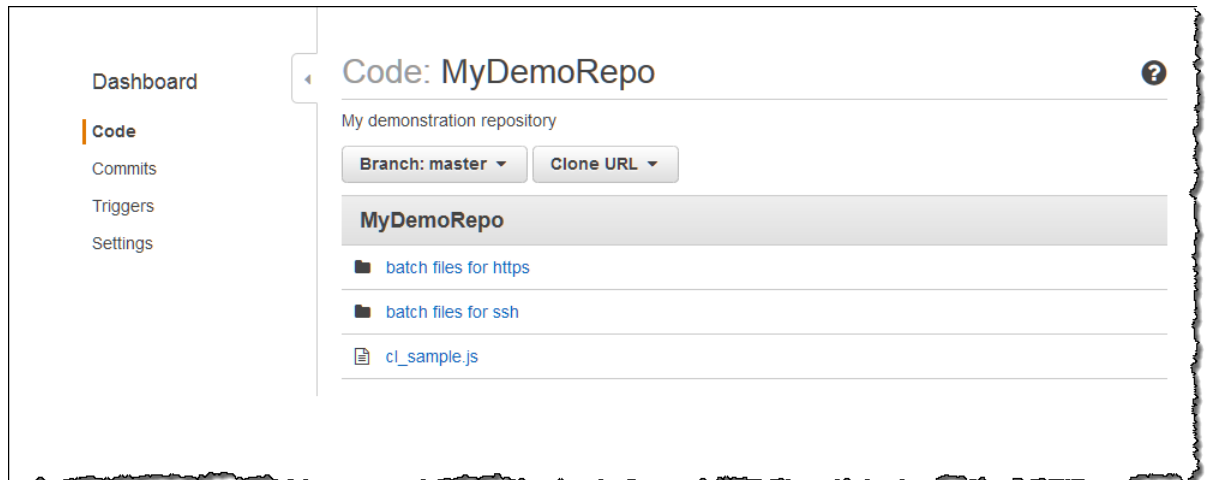 Dashboard
Code
Commits
Triggers
Settings
Code: MyDemoRepo
?
My demonstration repository
Branch: master
Clone URL
MyDemoRepo
batch files for https
batch files for ssh
cl_sample.js